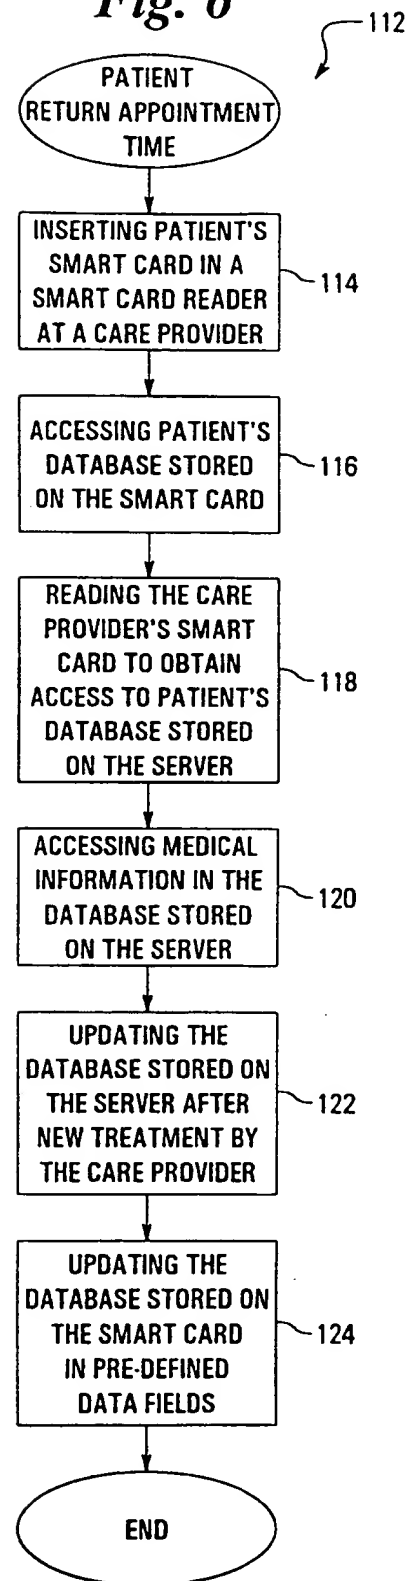 Fig. 6
112
PATIENT
RETURN APPOINTMENT
TIME
INSERTING PATIENT'S
SMART CARD IN A
SMART CARD READER
AT A CARE PROVIDER
114
ACCESSING PATIENT'S
DATABASE STORED
ON THE SMART CARD
116
READING THE CARE
PROVIDER'S SMART
CARD TO OBTAIN
ACCESS TO PATIENT'S
DATABASE STORED
ON THE SERVER
118
ACCESSING MEDICAL
INFORMATION IN THE
DATABASE STORED
ON THE SERVER
120
UPDATING THE
DATABASE STORED ON
THE SERVER AFTER
NEW TREATMENT BY
THE CARE PROVIDER
122
UPDATING THE
DATABASE STORED ON
THE SMART CARD
IN PRE-DEFINED
DATA FIELDS
124
END